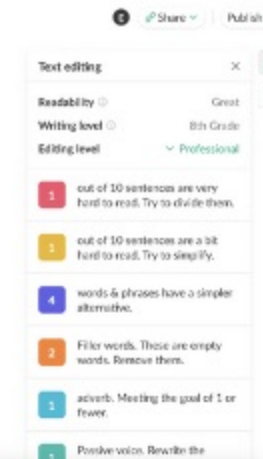 E Share Publish
Text editing ×
Readability Great
Writing level 8th Grade
Editing level Professional
1 out of 10 sentences are very
hard to read. Try to divide them.
1 out of 10 sentences are a bit
hard to read. Try to simplify.
4 words & phrases have a simpler
alternative.
2 Filler words. These are empty
words. Remove them.
1 adverb. Meeting the goal of 1 or
fewer.
1 Passive voice. Rewrite the